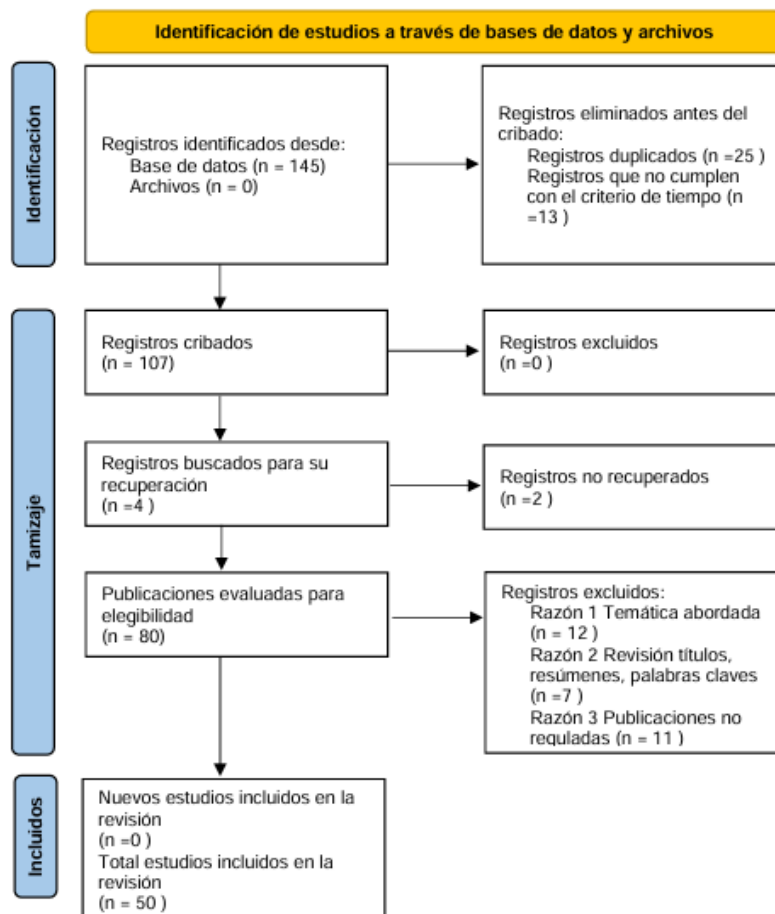 Identificación de estudios a través de bases de datos y archivos
Identificación
Registros identificados desde:
Base de datos (n = 145)
Archivos (n = 0)
Registros eliminados antes del
cribado:
Registros duplicados (n =25 )
Registros que no cumplen
con el criterio de tiempo (n
=13 )
Tamizaje
Registros cribados
(n = 107)
Registros excluidos
(n =0 )
Registros buscados para su
recuperación
(n =4 )
Registros no recuperados
(n =2 )
Publicaciones evaluadas para
elegibilidad
(n = 80)
Registros excluidos:
Razón 1 Temática abordada
(n = 12 )
Razón 2 Revisión títulos,
resúmenes, palabras claves
(n =7 )
Razón 3 Publicaciones no
reguladas (n = 11 )
Incluidos
Nuevos estudios incluidos en la
revisión
(n =0 )
Total estudios incluidos en la
revisión
(n = 50 )